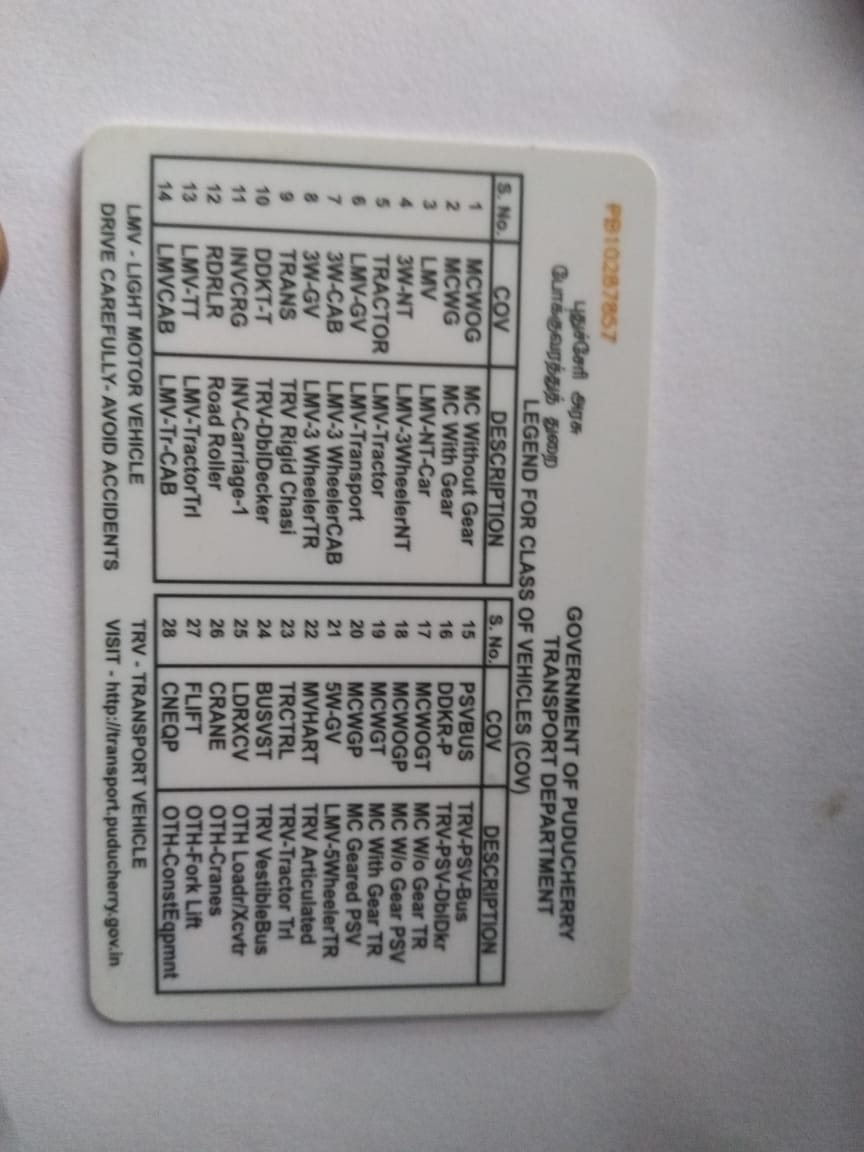 PB10287857
புதுச்சேரி அரசு GOVERNMENT OF PUDUCHERRY
போக்குவரத்துத் துறை TRANSPORT DEPARTMENT
LEGEND FOR CLASS OF VEHICLES (COV)
S. No. COV DESCRIPTION S. No. COV DESCRIPTION
1 MCWOG MC Without Gear 15 PSVBUS TRV-PSV-Bus
2 MCWG MC With Gear 16 DDKR-P TRV-PSV-DblDkr
3 LMV LMV-NT-Car 17 MCWOGT MC W/o Gear TR
4 3W-NT LMV-3WheelerNT 18 MCWOGP MC W/o Gear PSV
5 TRACTOR LMV-Tractor 19 MCWGT MC With Gear TR
6 LMV-GV LMV-Transport 20 MCWGP MC Geared PSV
7 3W-CAB LMV-3 WheelerCAB 21 5W-GV LMV-5WheelerTR
8 3W-GV LMV-3 WheelerTR 22 MVHART TRV Articulated
9 TRANS TRV Rigid Chasi 23 TRCTRL TRV-Tractor Trl
10 DDKT-T TRV-DblDecker 24 BUSVST TRV VestibleBus
11 INVCRG INV-Carriage-1 25 LDRXCV OTH Loadr/Xcvtr
12 RDRLR Road Roller 26 CRANE OTH-Cranes
13 LMV-TT LMV-TractorTrl 27 FLIFT OTH-Fork Lift
14 LMVCAB LMV-Tr-CAB 28 CNEQP OTH-ConstEqpmnt
LMV - LIGHT MOTOR VEHICLE TRV - TRANSPORT VEHICLE
DRIVE CAREFULLY- AVOID ACCIDENTS VISIT - http://transport.puducherry.gov.in